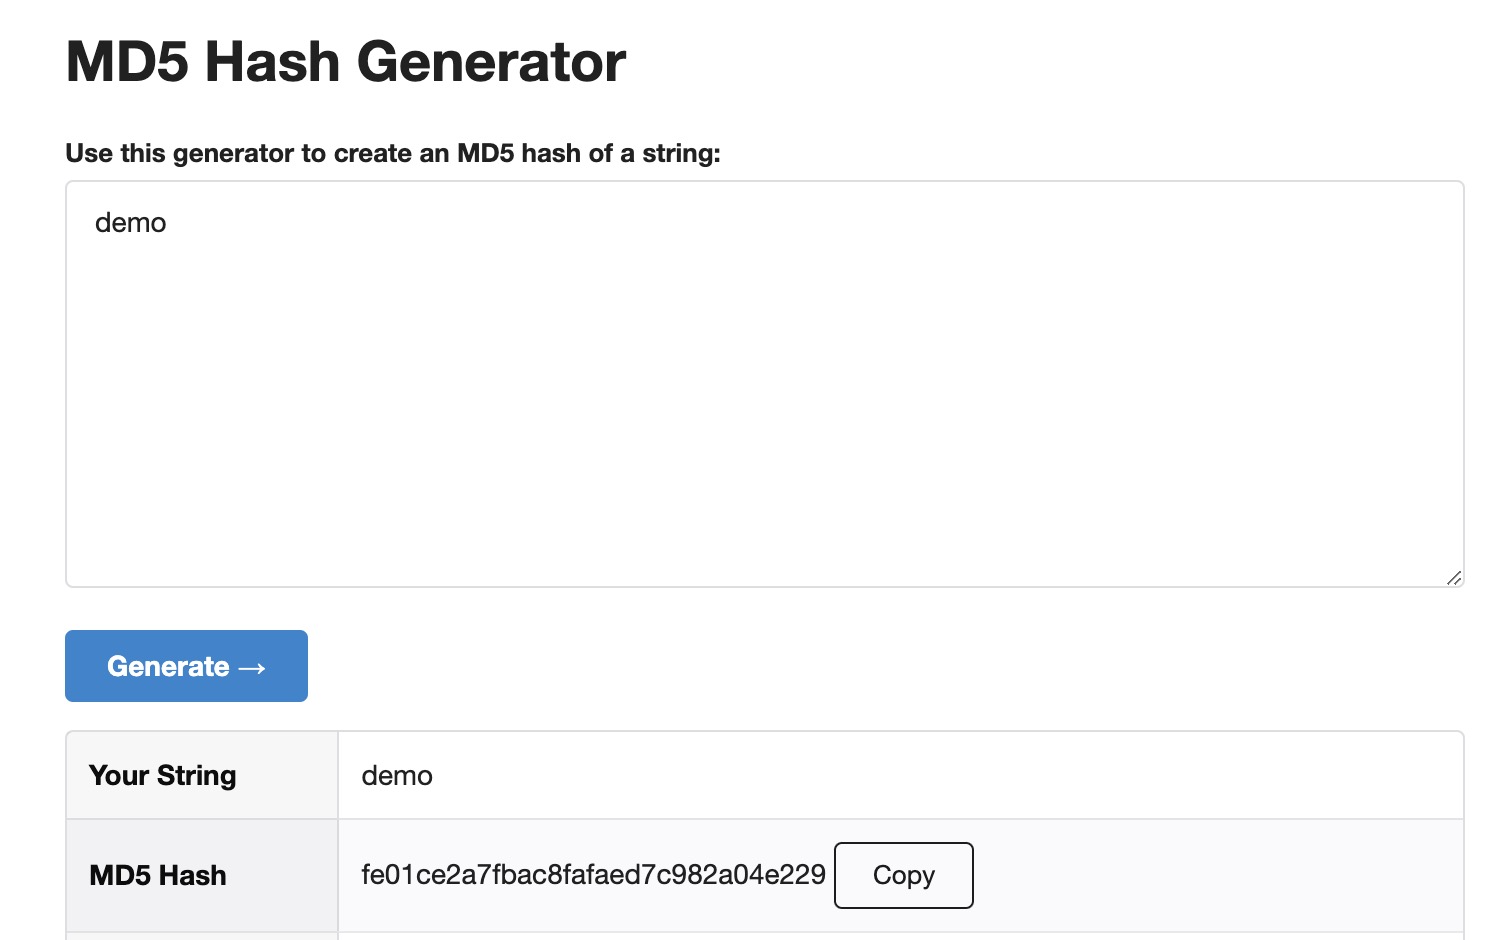 MD5 Hash Generator
Use this generator to create an MD5 hash of a string:
demo
Generate →
Your String demo
MD5 Hash fe01ce2a7fbac8fafaed7c982a04e229 Copy